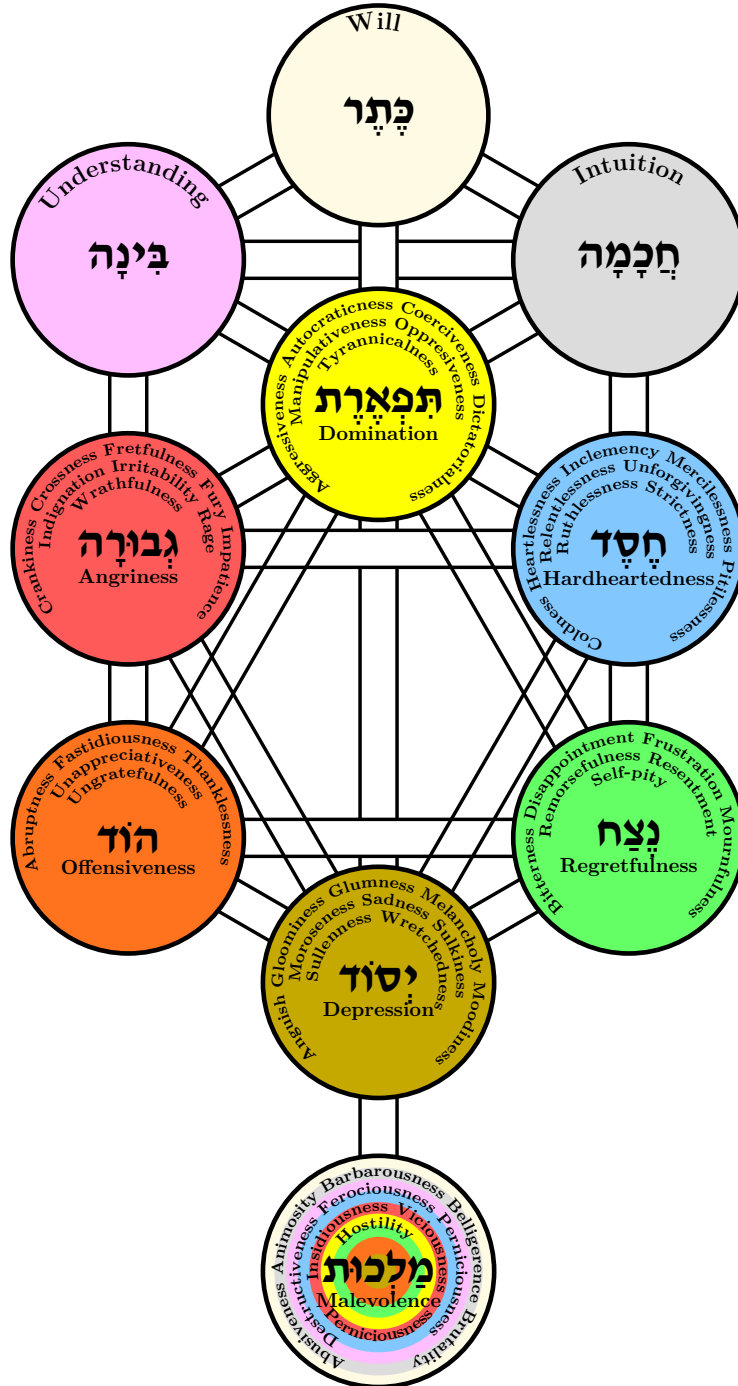 Will
כֶּתֶר
Understanding
בִּינָה
Intuition
חֲכָמָה
Aggressiveness Autocraticness Coerciveness Dictatorialness
Manipulativeness Oppresiveness
Tyrannicalness
תִּפְאֶרֶת
Domination
Crankiness Crossness Fretfulness Fury Impatience
Indignation Irritability Rage
Wrathfulness
גְּבוּרָה
Angriness
Coldness Heartlessness Inclemency Mercilessness Pitilessness
Relentlessness Unforgivingness
Ruthlessness Strictness
חֶסֶד
Hardheartedness
Abruptness Fastidiousness Thanklessness
Unappreciativeness
Ungratefulness
הוֹד
Offensiveness
Bitterness Disappointment Frustration Mournfulness
Remorsefulness Resentment
Self-pity
נֶצַח
Regretfulness
Anguish Gloominess Glumness Melancholy Moodiness
Moroseness Sadness Sulkiness
Sullenness Wretchedness
יְסוֹד
Depression
Abusiveness Animosity Barbarousness Belligerence Brutality
Destructiveness Ferociousness Perniciousness
Insidiousness Viciousness
Hostility
מַלְכוּת
Malevolence
Perniciousness